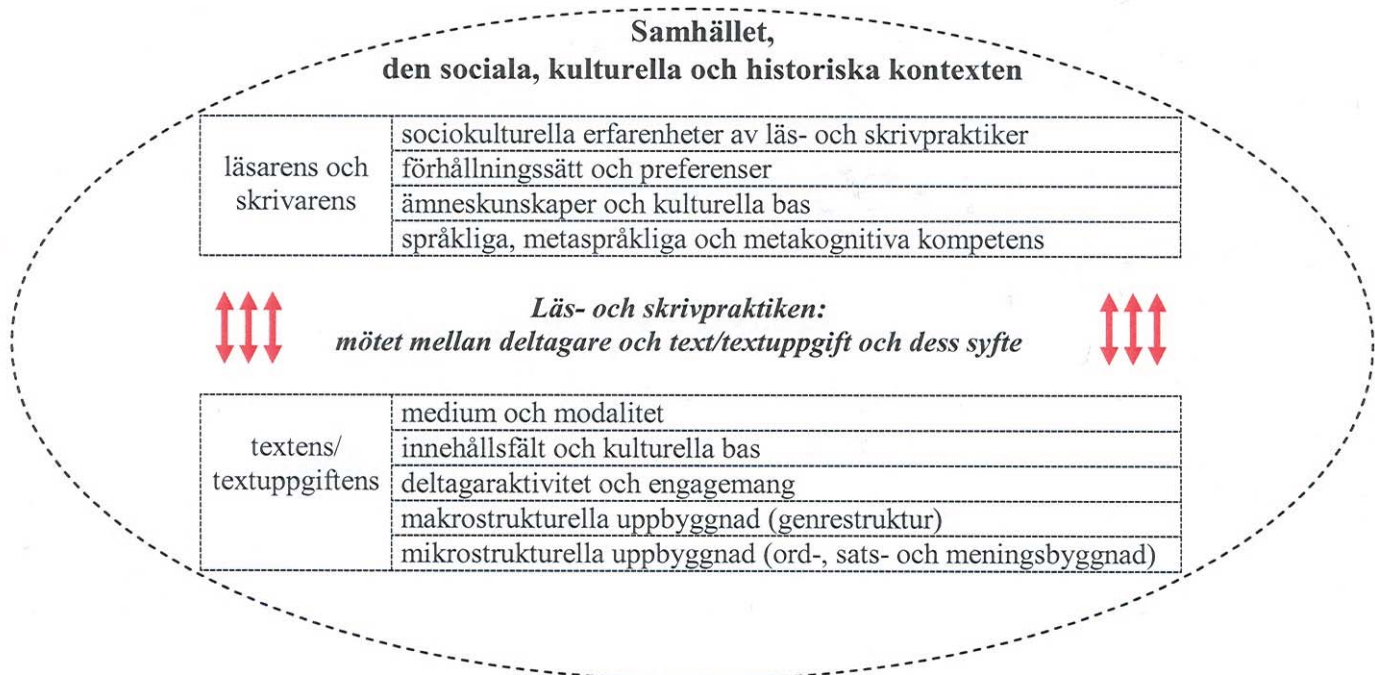 Samhället,
den sociala, kulturella och historiska kontexten
läsarens och
skrivarens
sociokulturella erfarenheter av läs- och skrivpraktiker
förhållningssätt och preferenser
ämneskunskaper och kulturella bas
språkliga, metaspråkliga och metakognitiva kompetens
Läs- och skrivpraktiken:
mötet mellan deltagare och text/textuppgift och dess syfte
textens/
textuppgiftens
medium och modalitet
innehållsfält och kulturella bas
deltagaraktivitet och engagemang
makrostrukturella uppbyggnad (genrestruktur)
mikrostrukturella uppbyggnad (ord-, sats- och meningsbyggnad)